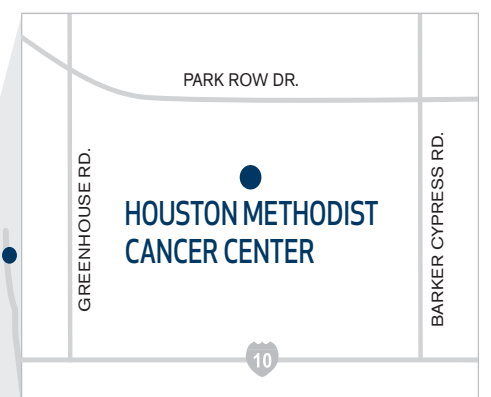 PARK ROW DR.
GREENHOUSE RD.
HOUSTON METHODIST
CANCER CENTER
BARKER CYPRESS RD.
10